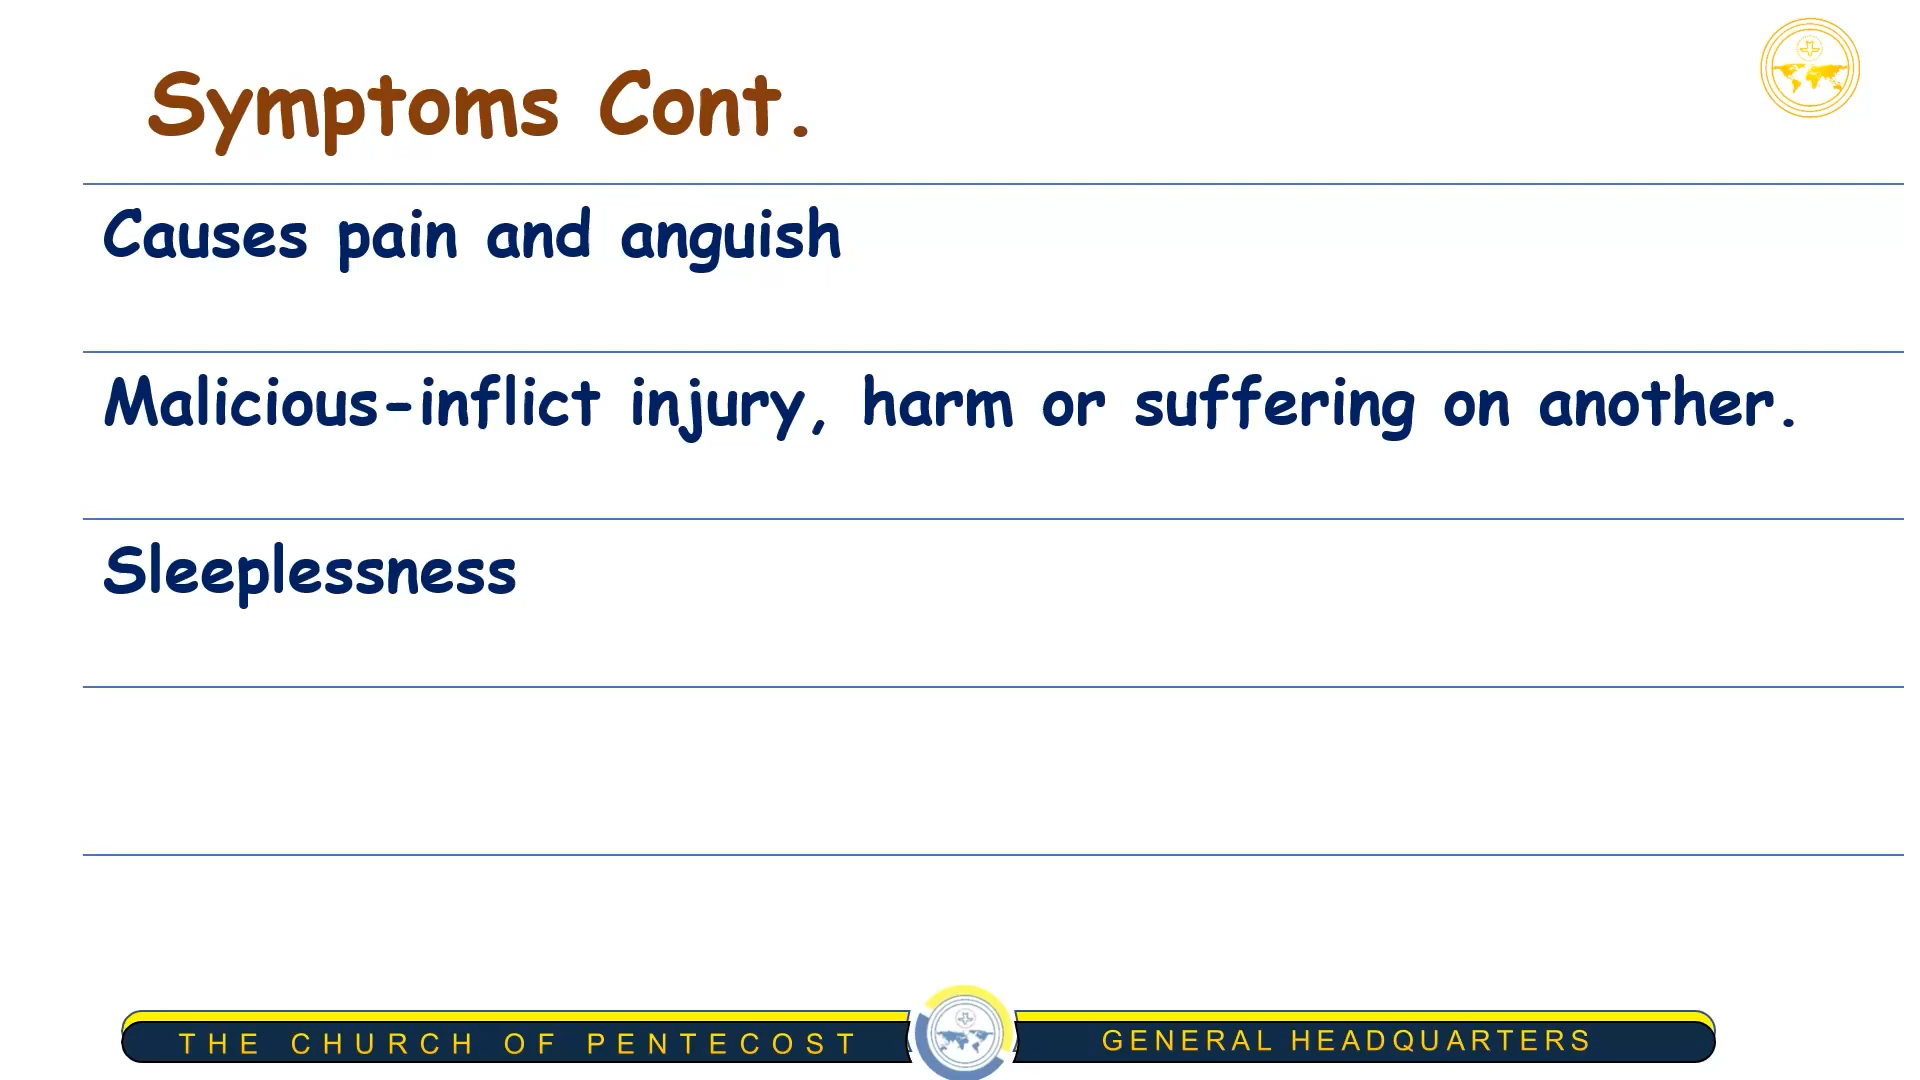 Symptoms Cont.
Causes pain and anguish
Malicious-inflict injury, harm or suffering on another.
Sleeplessness
THE CHURCH OF PENTECOST
GENERAL HEADQUARTERS